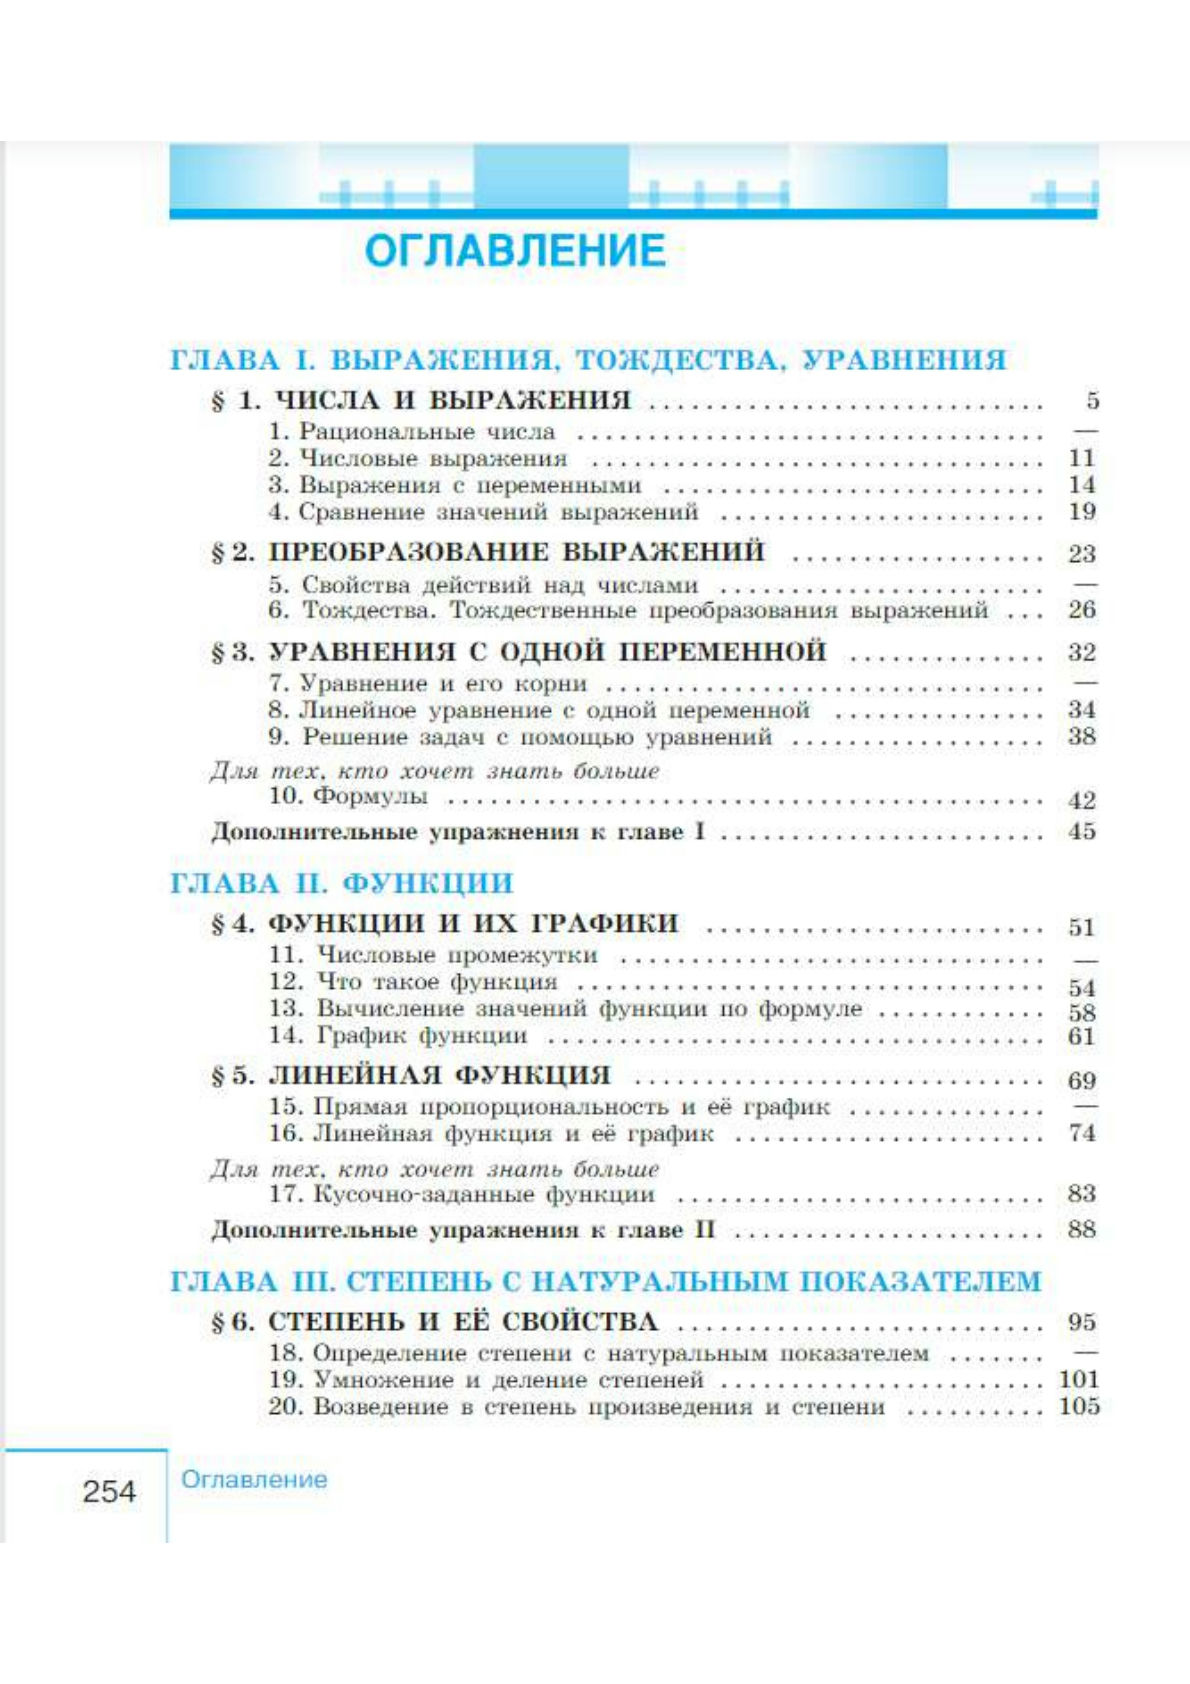 ОГЛАВЛЕНИЕ
ГЛАВА I. ВЫРАЖЕНИЯ, ТОЖДЕСТВА, УРАВНЕНИЯ
§ 1. ЧИСЛА И ВЫРАЖЕНИЯ ............................ 5
1. Рациональные числа ................................. —
2. Числовые выражения ................................ 11
3. Выражения с переменными ........................... 14
4. Сравнение значений выражений ....................... 19
§ 2. ПРЕОБРАЗОВАНИЕ ВЫРАЖЕНИЙ .................. 23
5. Свойства действий над числами ....................... —
6. Тождества. Тождественные преобразования выражений ... 26
§ 3. УРАВНЕНИЯ С ОДНОЙ ПЕРЕМЕННОЙ .............. 32
7. Уравнение и его корни ............................... —
8. Линейное уравнение с одной переменной ............... 34
9. Решение задач с помощью уравнений .................. 38
Для тех, кто хочет знать больше
10. Формулы .......................................... 42
Дополнительные упражнения к главе I ....................... 45
ГЛАВА II. ФУНКЦИИ
§ 4. ФУНКЦИИ И ИХ ГРАФИКИ ........................ 51
11. Числовые промежутки .............................. —
12. Что такое функция ................................. 54
13. Вычисление значений функции по формуле ............ 58
14. График функции ................................... 61
§ 5. ЛИНЕЙНАЯ ФУНКЦИЯ ............................. 69
15. Прямая пропорциональность и её график .............. —
16. Линейная функция и её график ...................... 74
Для тех, кто хочет знать больше
17. Кусочно-заданные функции .......................... 83
Дополнительные упражнения к главе II ...................... 88
ГЛАВА III. СТЕПЕНЬ С НАТУРАЛЬНЫМ ПОКАЗАТЕЛЕМ
§ 6. СТЕПЕНЬ И ЕЁ СВОЙСТВА .......................... 95
18. Определение степени с натуральным показателем ....... —
19. Умножение и деление степеней ....................... 101
20. Возведение в степень произведения и степени .......... 105
254 Оглавление